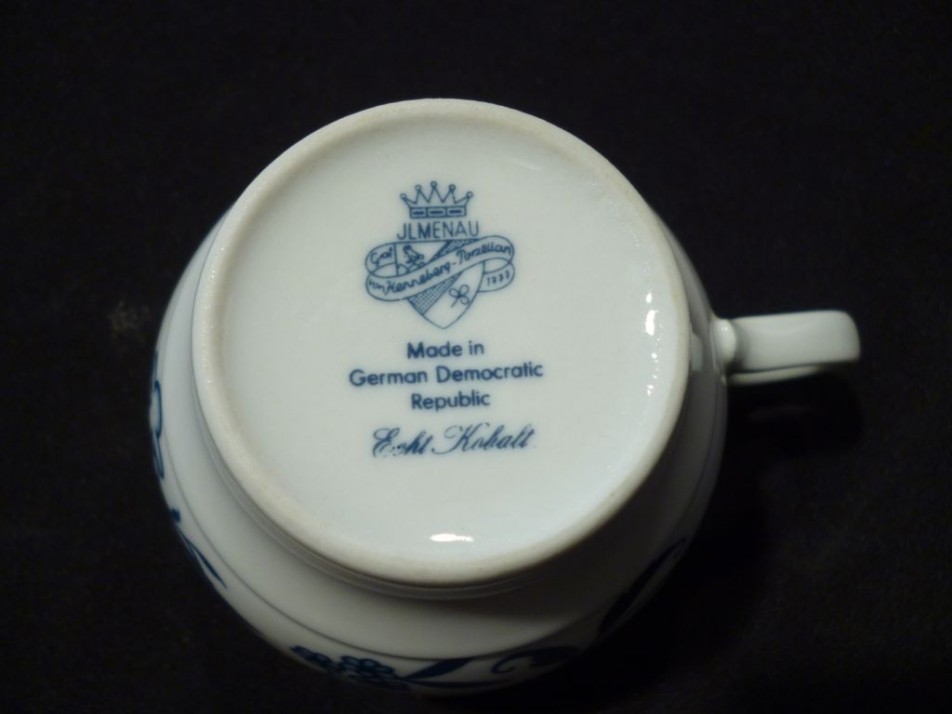 JLMENAU
Graf
von Henneberg-Porzellan
1777
Made in
German Democratic
Republic
Echt Kobalt